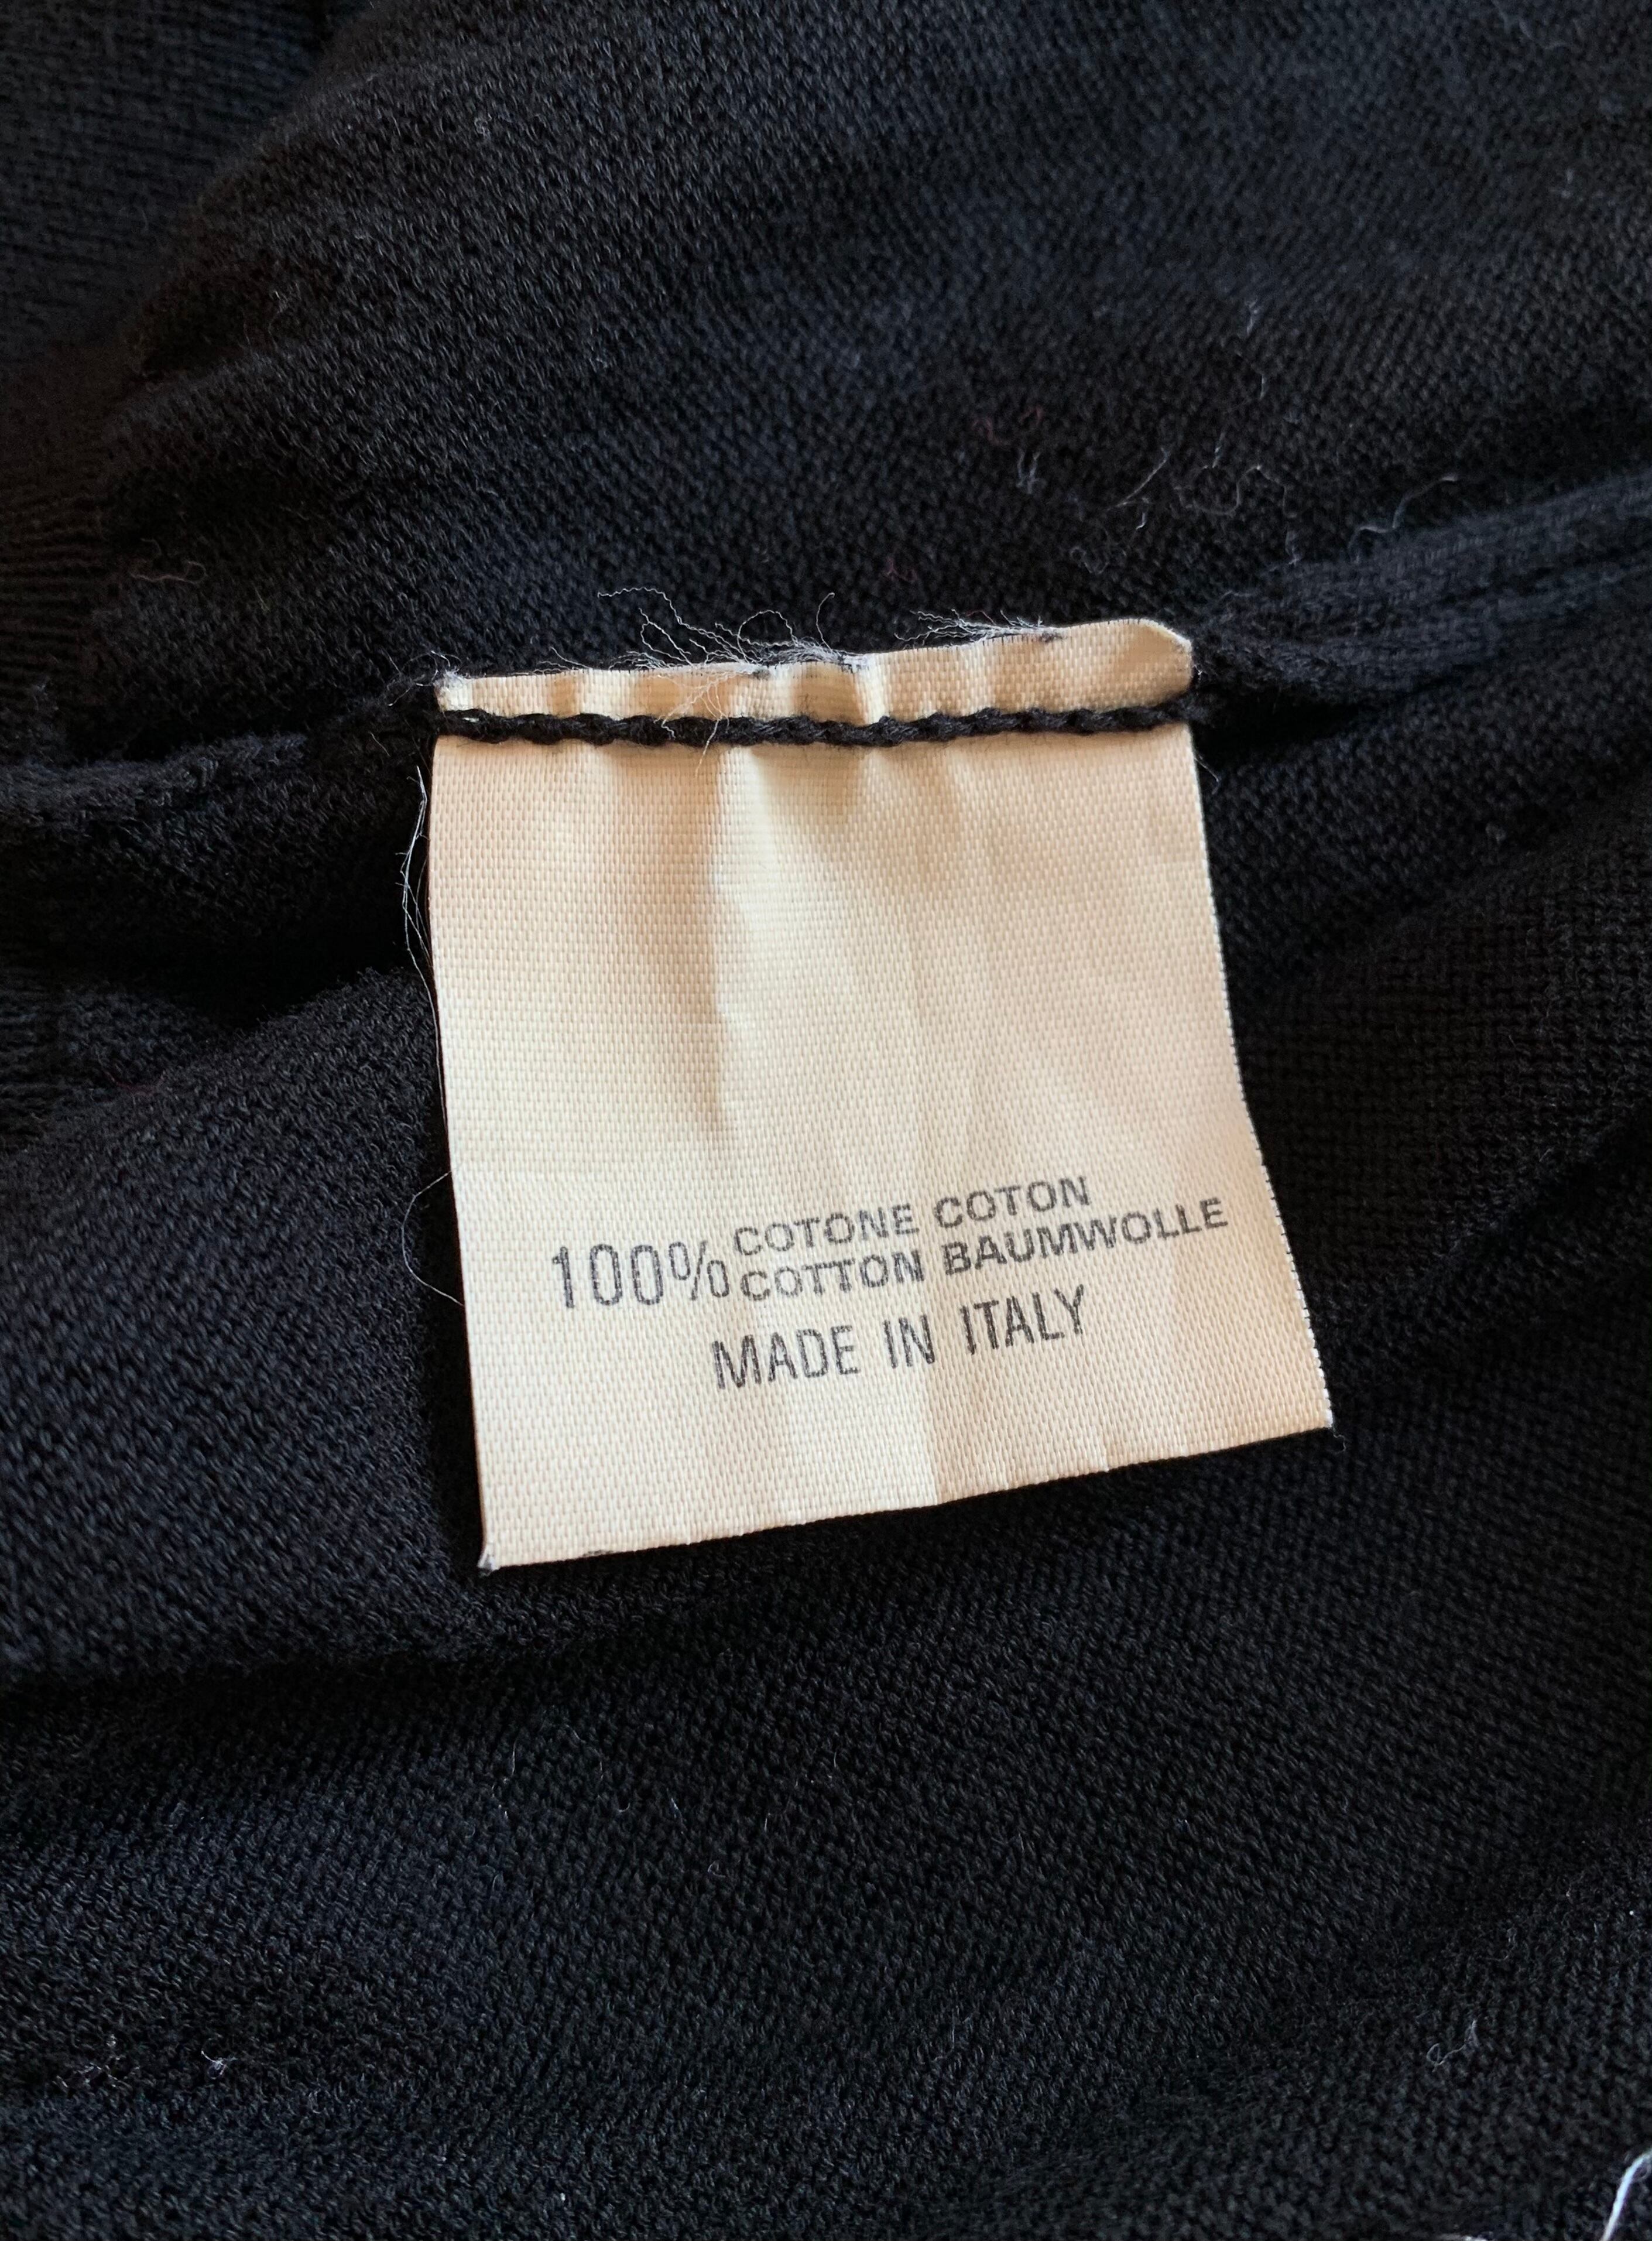 100% COTONE COTON
COTTON BAUMWOLLE
MADE IN ITALY